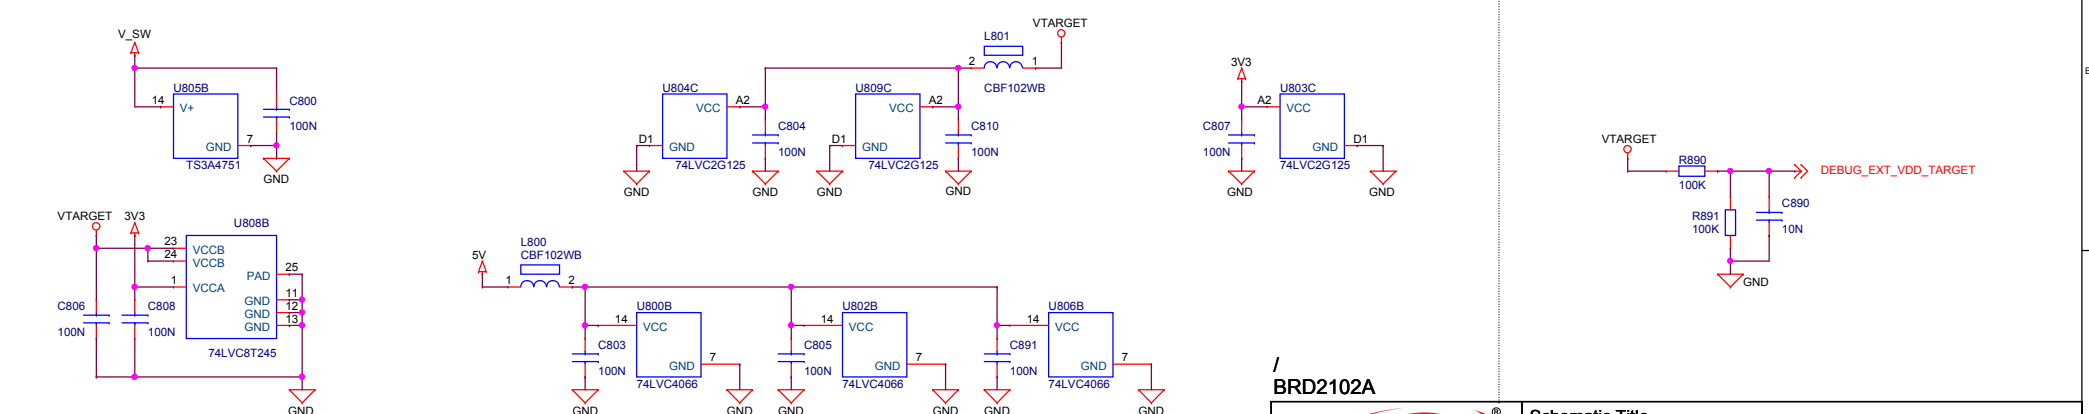 V_SW
U805B
14
V+
GND
7
TS3A4751
C800
100N
GND
VTARGET
L801
2
1
CBF102WB
U804C
VCC
A2
D1
GND
74LVC2G125
C804
100N
GND
GND
U809C
VCC
A2
D1
GND
74LVC2G125
C810
100N
GND
GND
3V3
U803C
A2
VCC
C807
100N
GND
D1
74LVC2G125
GND
GND
VTARGET
R890
100K
DEBUG_EXT_VDD_TARGET
R891
100K
C890
10N
GND
VTARGET
3V3
U808B
23
VCCB
24
VCCB
PAD
25
1
VCCA
GND
11
GND
12
GND
13
C806
100N
C808
100N
74LVC8T245
GND
5V
L800
CBF102WB
1
2
U800B
14
VCC
C803
100N
GND
7
74LVC4066
GND
GND
U802B
14
VCC
C805
100N
GND
7
74LVC4066
GND
GND
U806B
14
VCC
C891
100N
GND
7
74LVC4066
GND
GND
/
BRD2102A
®
Schematic Title